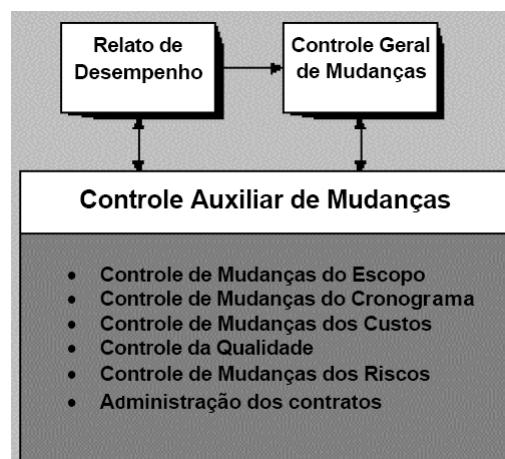 Relato de
Desempenho
Controle Geral
de Mudanças
Controle Auxiliar de Mudanças
• Controle de Mudanças do Escopo
• Controle de Mudanças do Cronograma
• Controle de Mudanças dos Custos
• Controle da Qualidade
• Controle de Mudanças dos Riscos
• Administração dos contratos